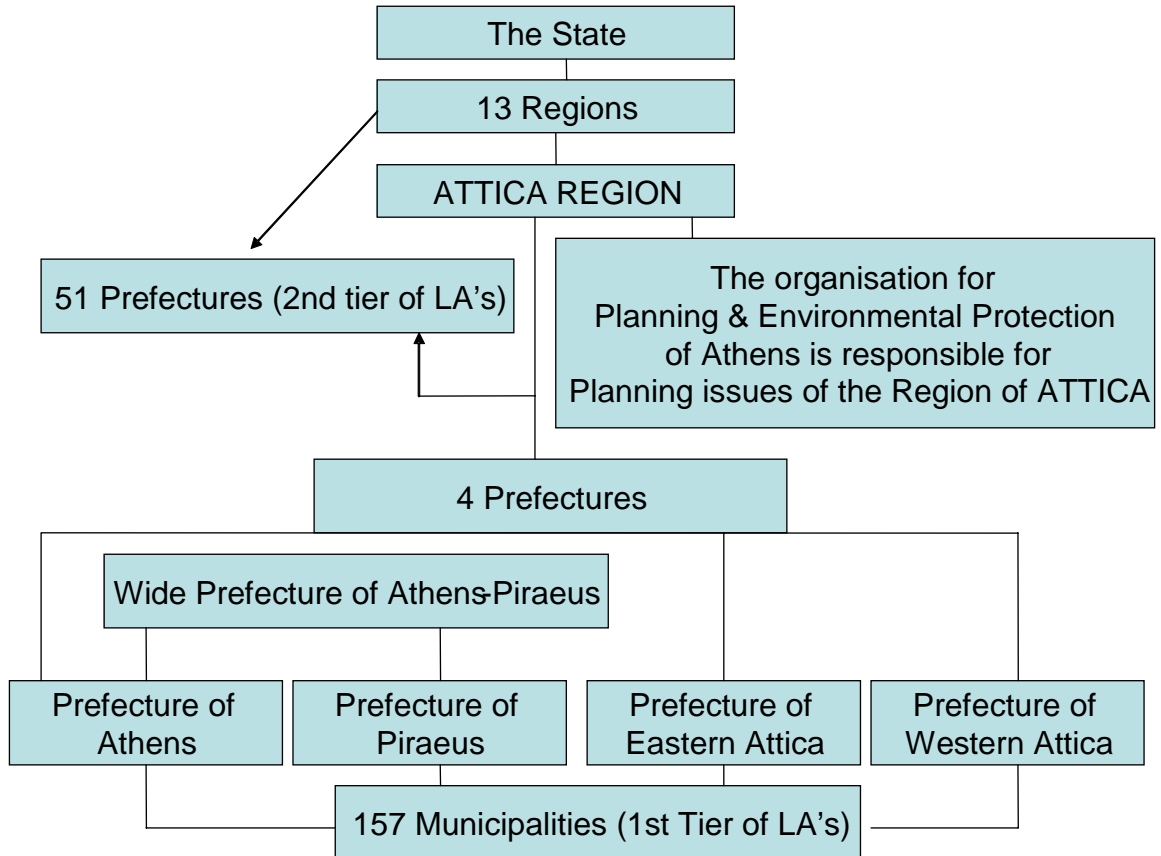 The State
13 Regions
ATTICA REGION
51 Prefectures (2nd tier of LA's)
The organisation for
Planning & Environmental Protection
of Athens is responsible for
Planning issues of the Region of ATTICA
4 Prefectures
Wide Prefecture of Athens-Piraeus
Prefecture of
Athens
Prefecture of
Piraeus
Prefecture of
Eastern Attica
Prefecture of
Western Attica
157 Municipalities (1st Tier of LA's)